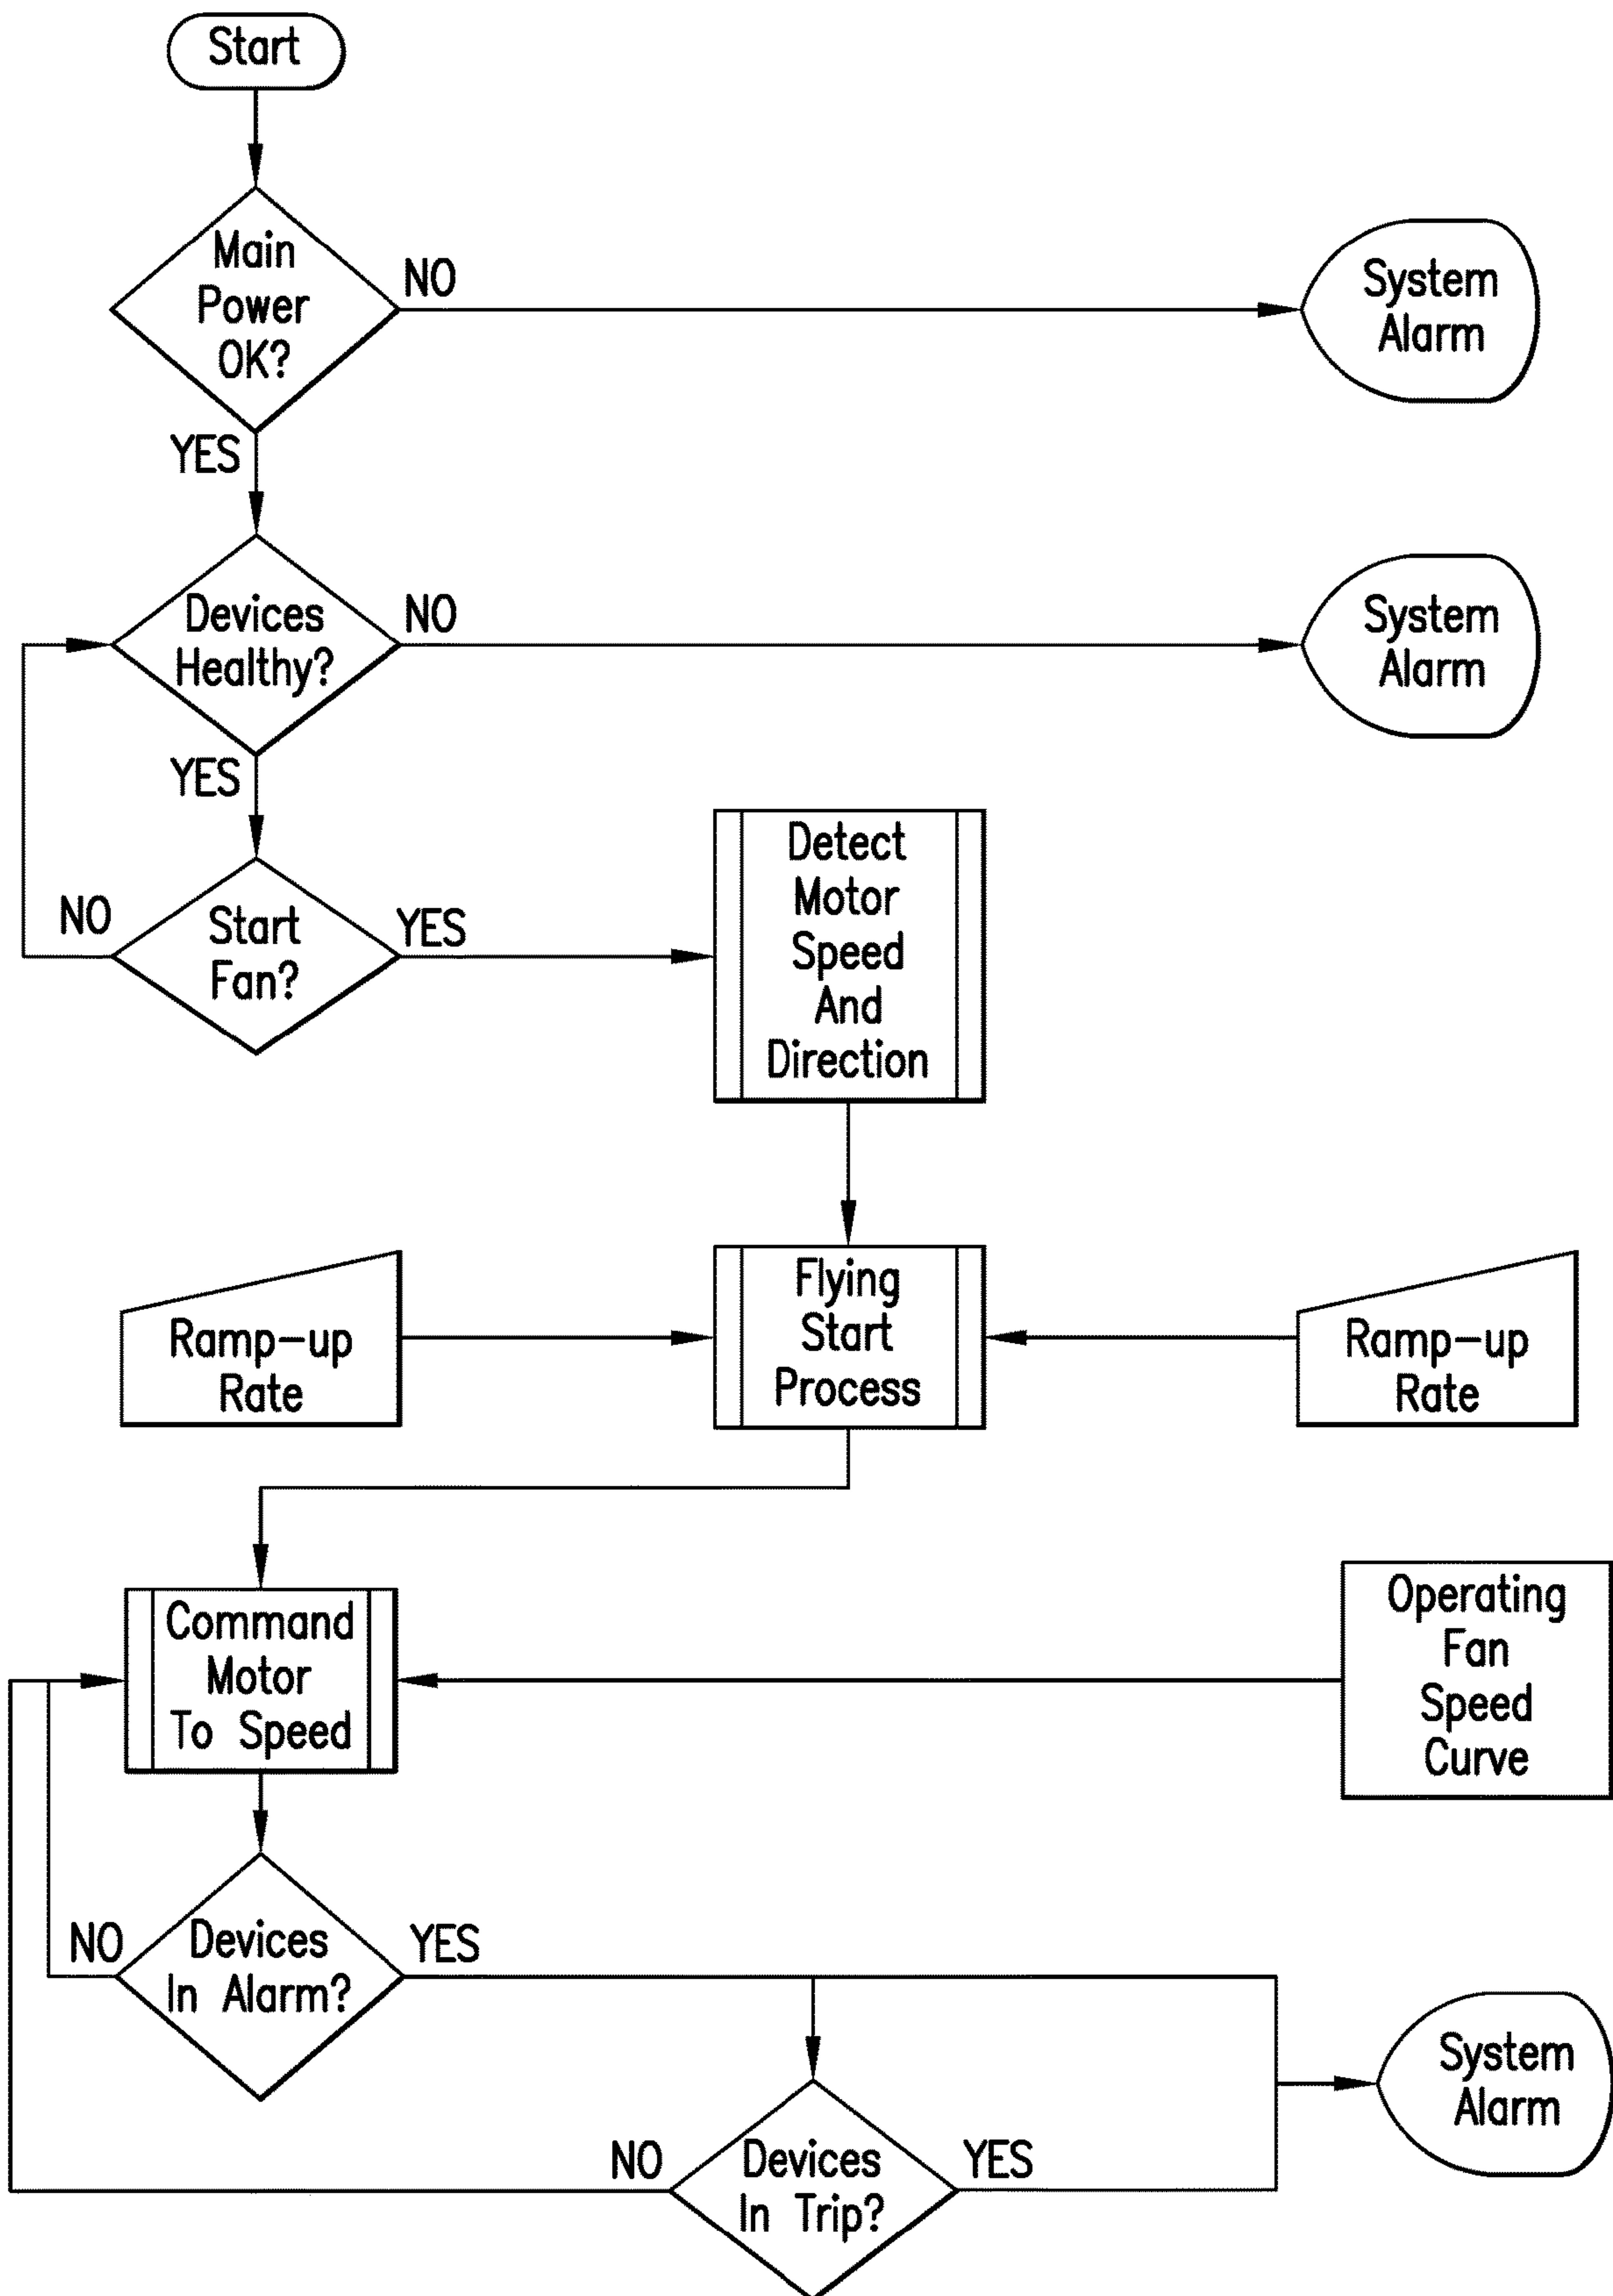 Start
Main
Power
OK?
NO
System
Alarm
YES
Devices
Healthy?
NO
System
Alarm
YES
Start
Fan?
NO
YES
Detect
Motor
Speed
And
Direction
Ramp-up
Rate
Flying
Start
Process
Ramp-up
Rate
Command
Motor
To Speed
Operating
Fan
Speed
Curve
NO
Devices
In Alarm?
YES
System
Alarm
NO
Devices
In Trip?
YES